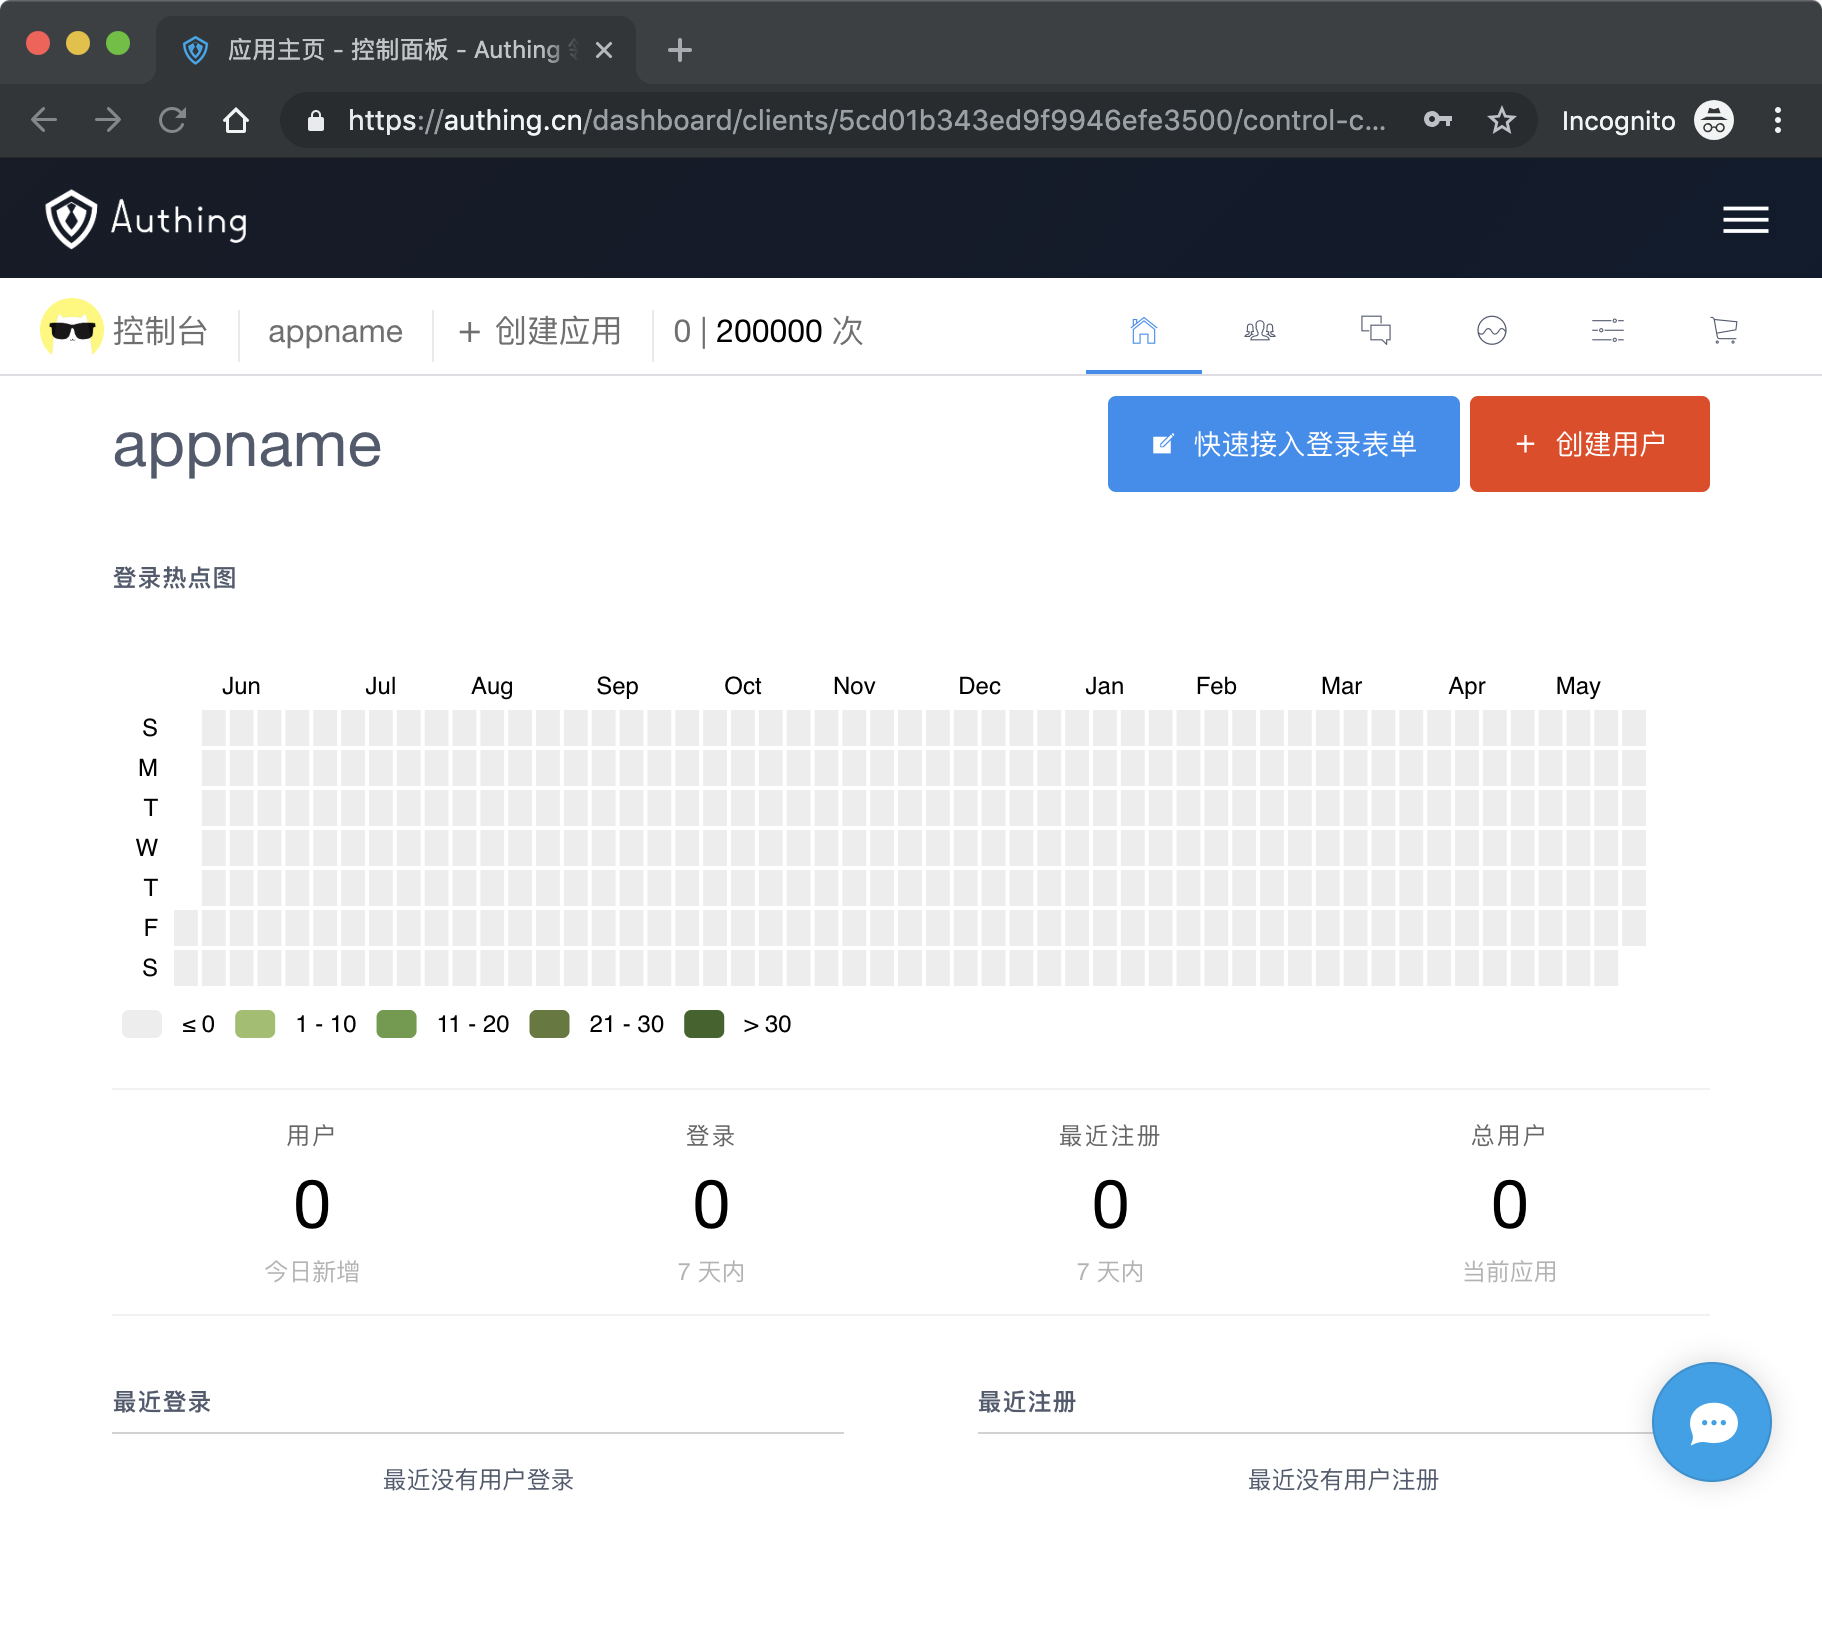 应用主页 - 控制面板 - Authing
https://authing.cn/dashboard/clients/5cd01b343ed9f9946efe3500/control-c...
Incognito
Authing
控制台
appname
+ 创建应用
0 | 200000 次
appname
快速接入登录表单
+ 创建用户
登录热点图
Jun Jul Aug Sep Oct Nov Dec Jan Feb Mar Apr May
S
M
T
W
T
F
S
≤ 0 1 - 10 11 - 20 21 - 30 > 30
用户 登录 最近注册 总用户
0 0 0 0
今日新增 7 天内 7 天内 当前应用
最近登录 最近注册
最近没有用户登录 最近没有用户注册